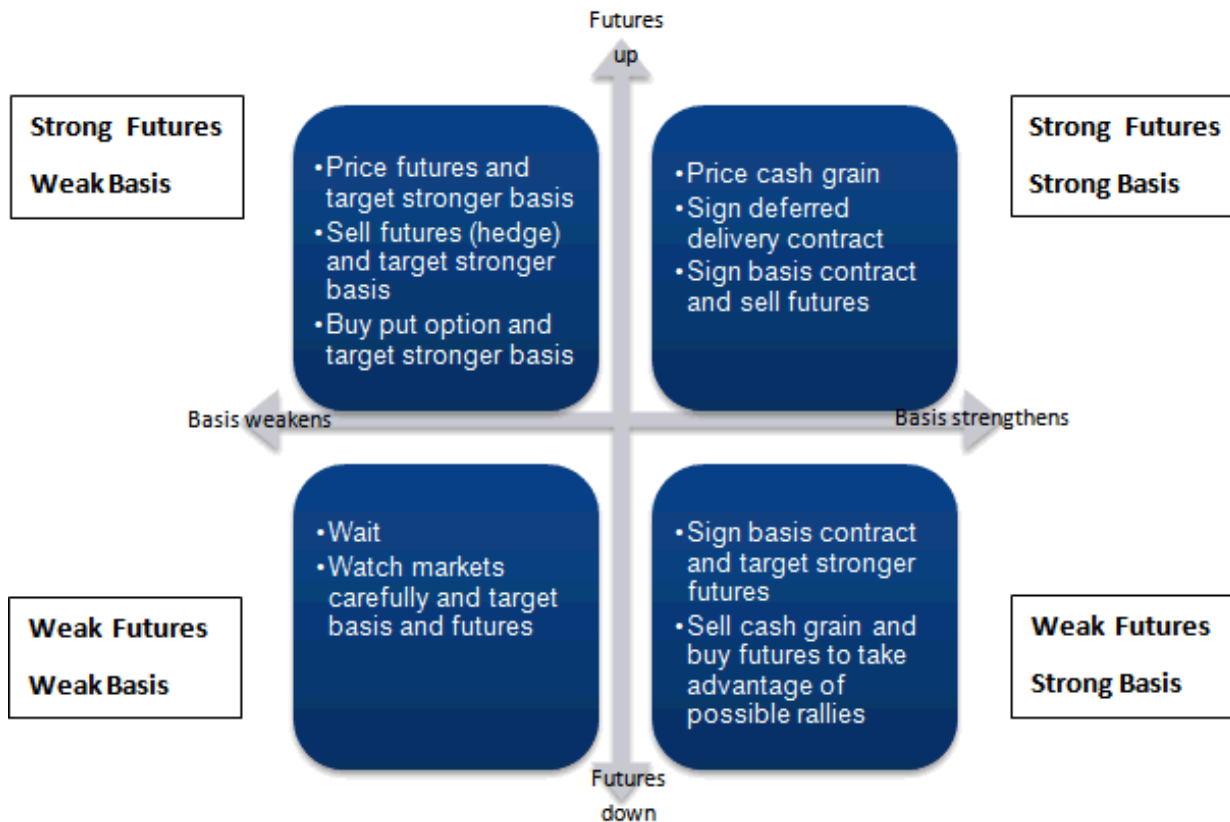 Futures
up
Strong Futures
Weak Basis
•Price futures and
target stronger basis
•Sell futures (hedge)
and target stronger
basis
•Buy put option and
target stronger basis
•Price cash grain
•Sign deferred
delivery contract
•Sign basis contract
and sell futures
Strong Futures
Strong Basis
Basis weakens
Basis strengthens
Weak Futures
Weak Basis
•Wait
•Watch markets
carefully and target
basis and futures
•Sign basis contract
and target stronger
futures
•Sell cash grain and
buy futures to take
advantage of
possible rallies
Weak Futures
Strong Basis
Futures
down